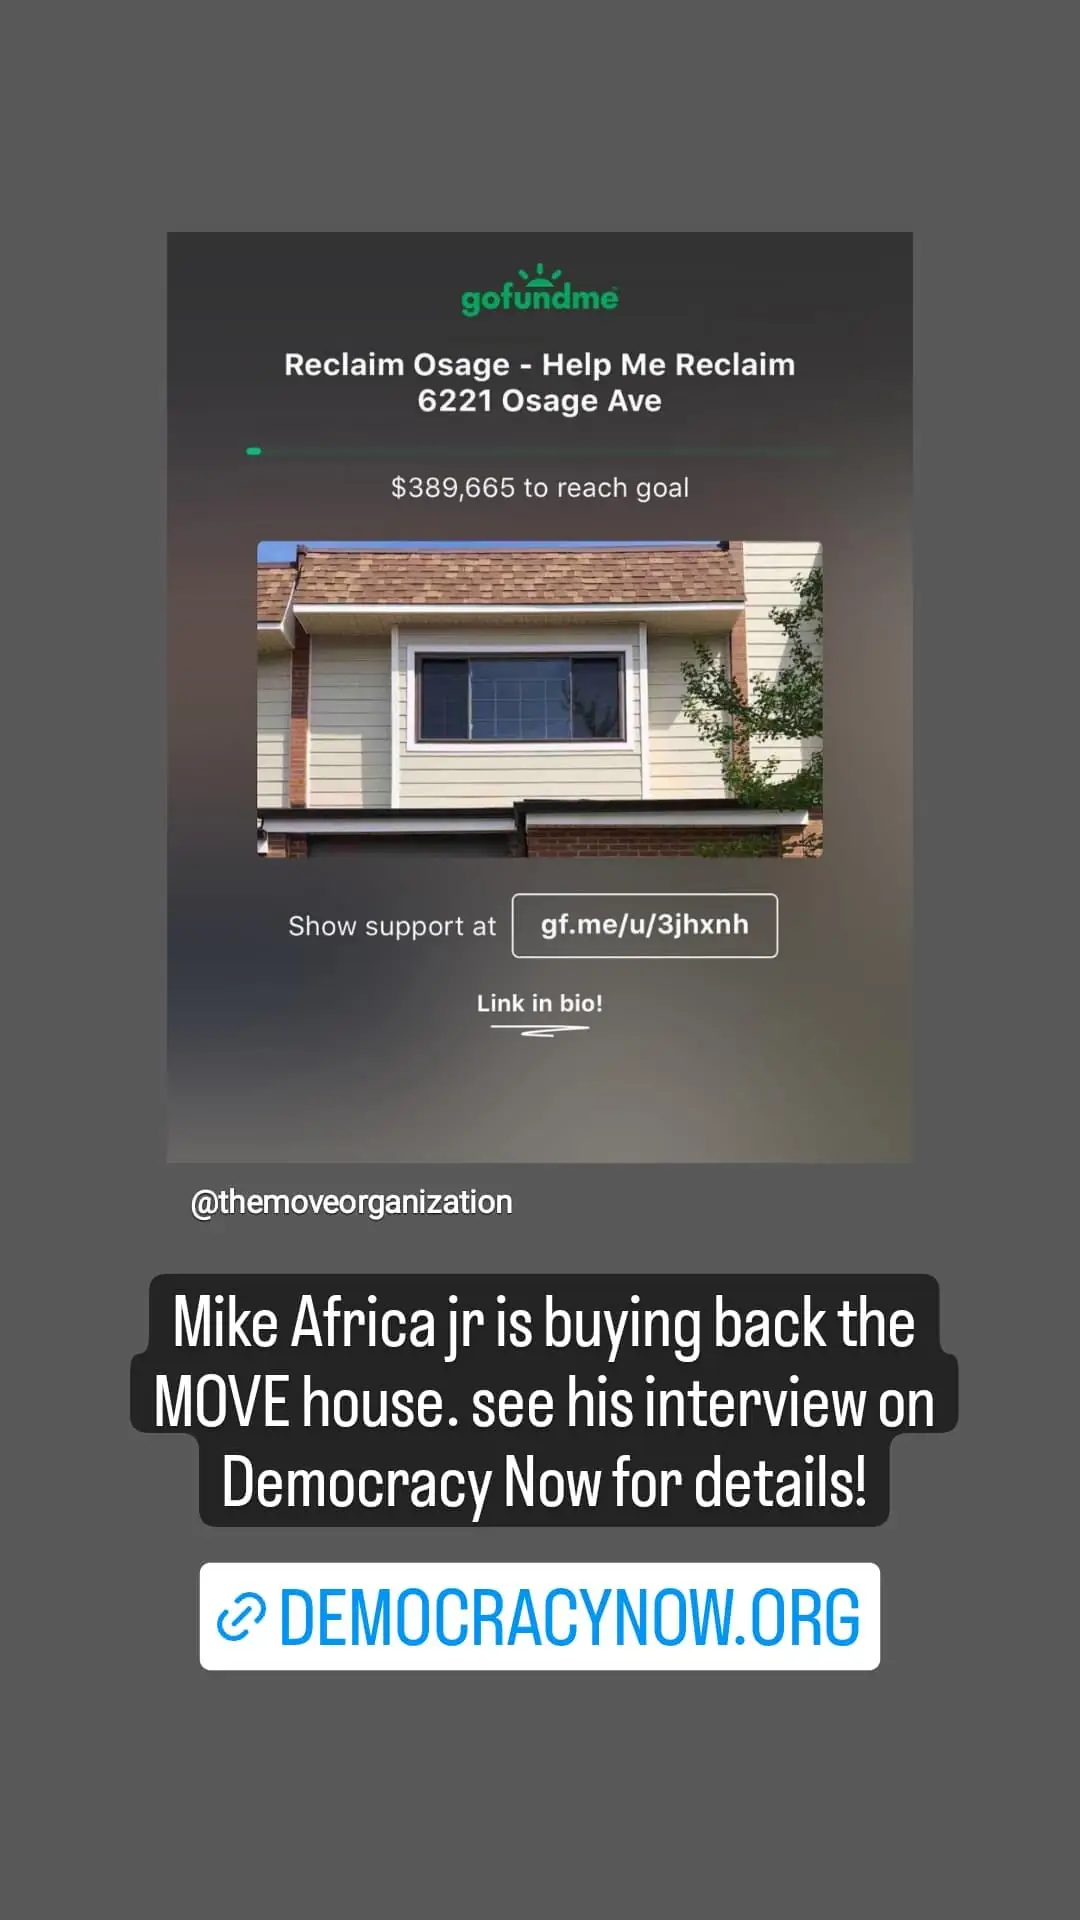 gofundme
Reclaim Osage - Help Me Reclaim
6221 Osage Ave
$389,665 to reach goal
Show support at gf.me/u/3jhxnh
Link in bio!
@themoveorganization
Mike Africa jr is buying back the
MOVE house. see his interview on
Democracy Now for details!
DEMOCRACYNOW.ORG